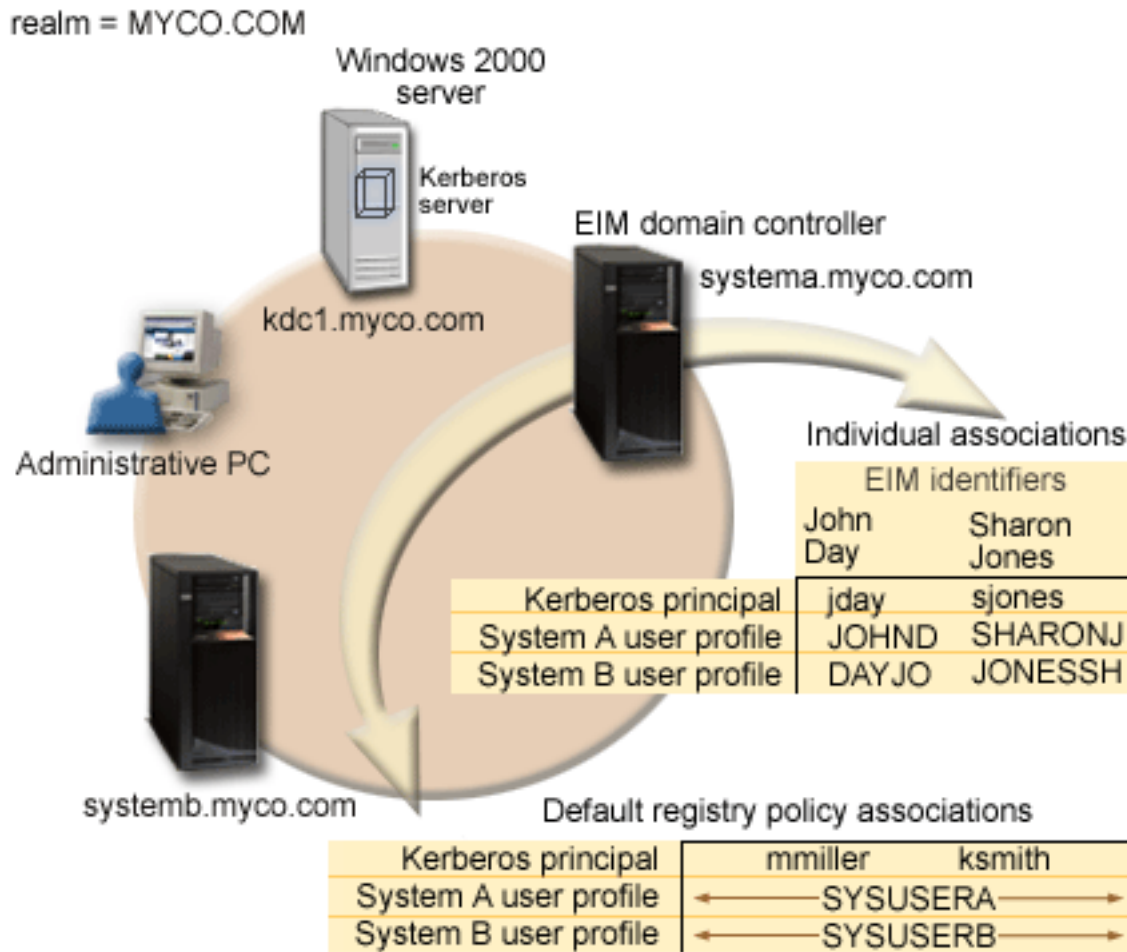 realm = MYCO.COM
Windows 2000
server
Kerberos
server
EIM domain controller
systema.myco.com
kdc1.myco.com
Administrative PC
Individual associations
EIM identifiers
John Sharon
Day Jones
Kerberos principal jday sjones
System A user profile JOHND SHARONJ
System B user profile DAYJO JONESSH
systemb.myco.com
Default registry policy associations
Kerberos principal mmiller ksmith
System A user profile SYSUSERA
System B user profile SYSUSERB